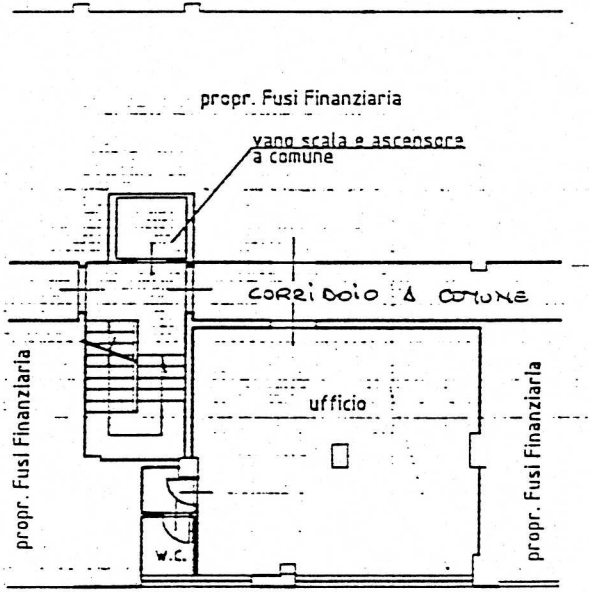 propr. Fusi Finanziaria
vano scala e ascensore
a comune
CORRIDOIO A COMUNE
propr. Fusi Finanziaria
ufficio
propr. Fusi Finanziaria
W.C.